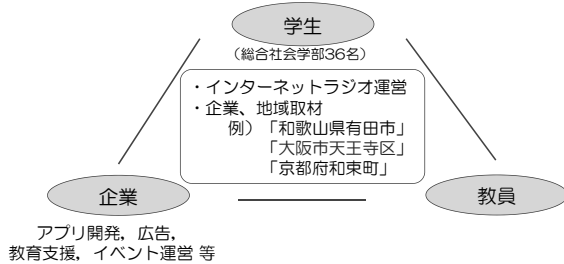 学生
（総合社会学部36名）
・インターネットラジオ運営
・企業、地域取材
例）「和歌山県有田市」
「大阪市天王寺区」
「京都府和束町」
企業
教員
アプリ開発，広告，
教育支援，イベント運営 等